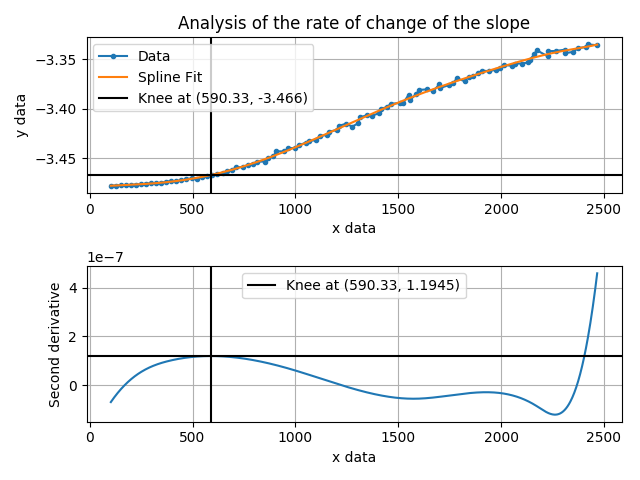 Analysis of the rate of change of the slope
Data
Spline Fit
Knee at (590.33, -3.466)
y data
−3.35
−3.40
−3.45
0 500 1000 1500 2000 2500
x data
1e−7
Knee at (590.33, 1.1945)
Second derivative
4
2
0
0 500 1000 1500 2000 2500
x data